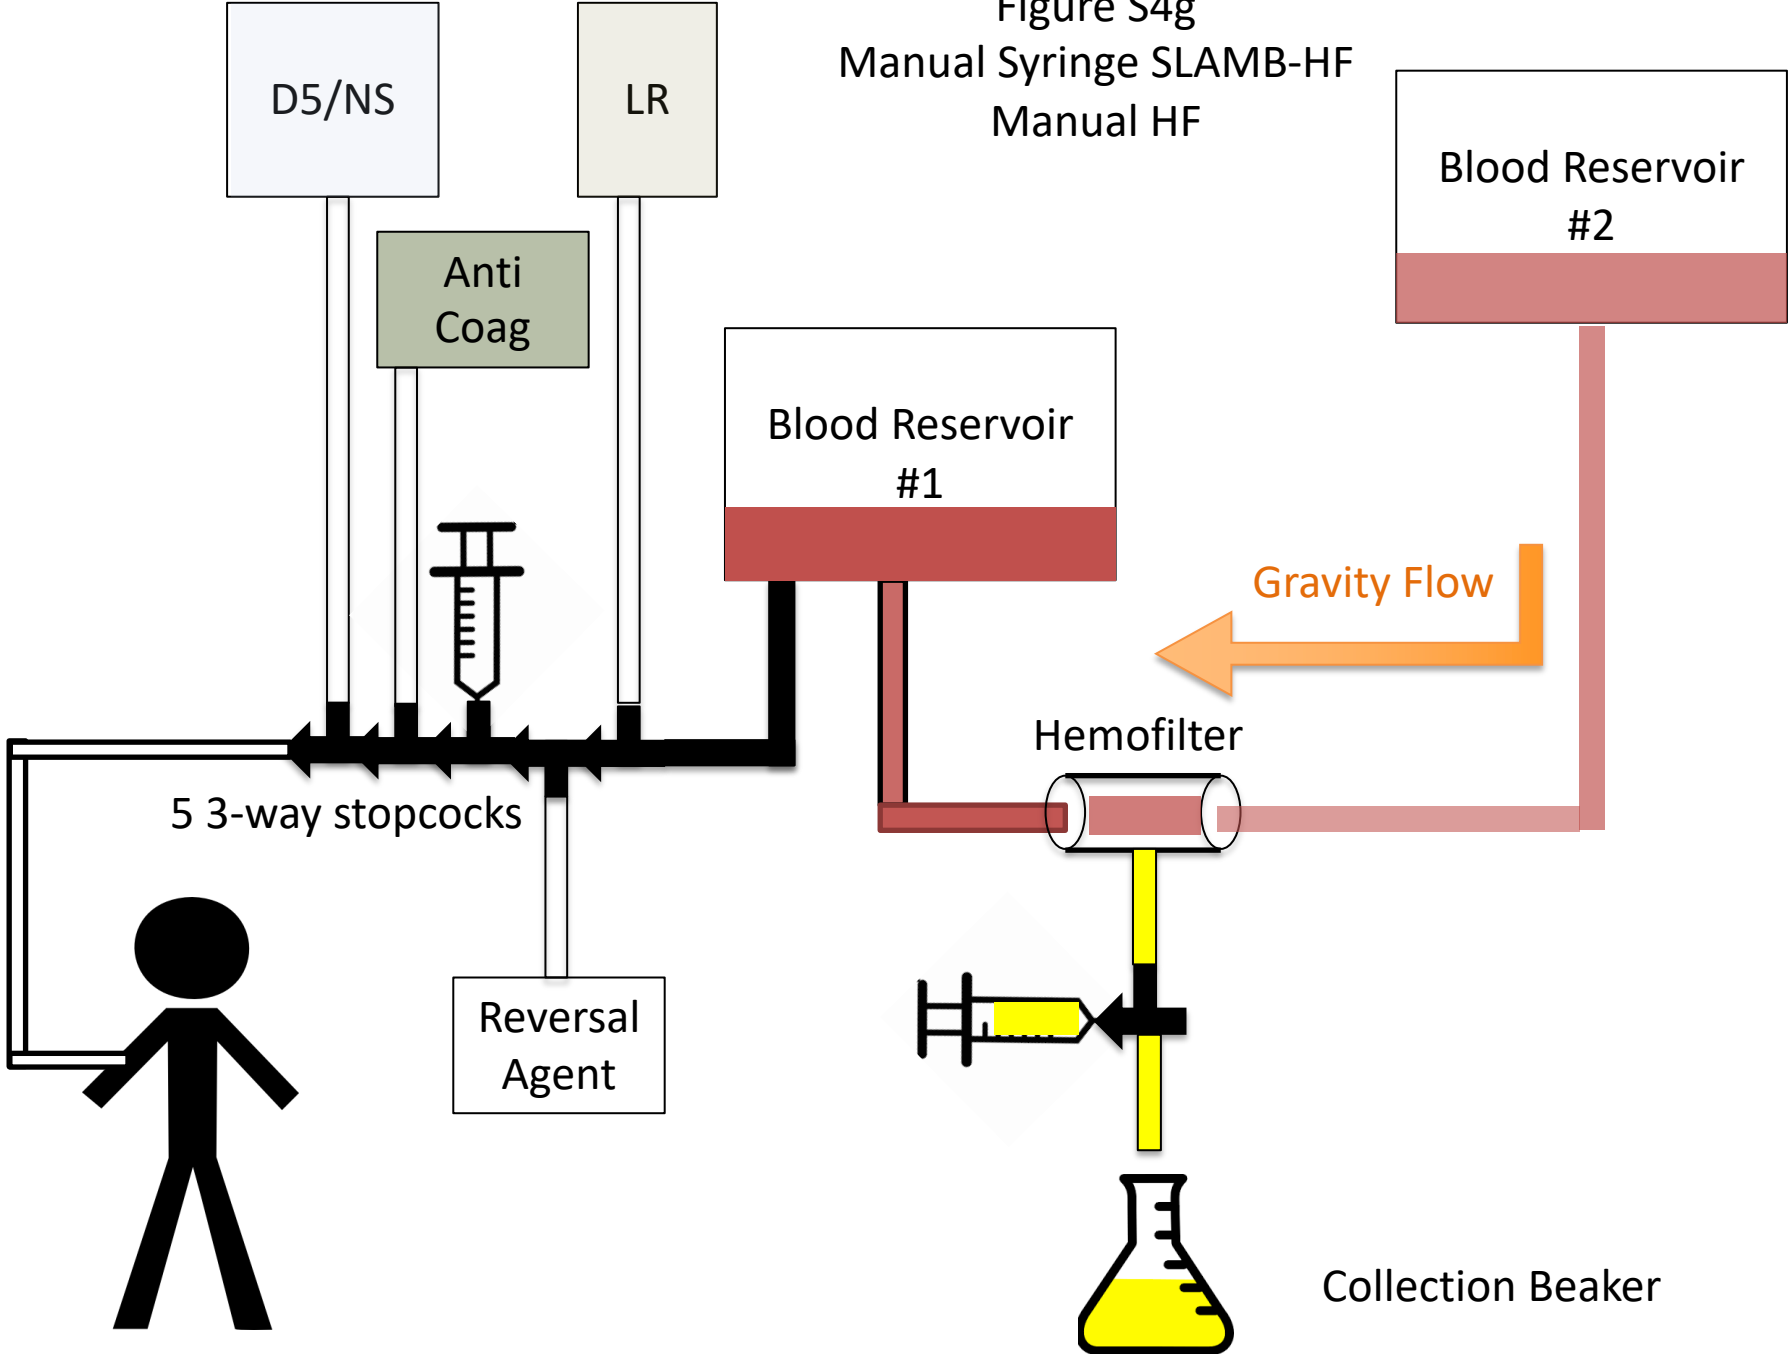 Figure S4g
Manual Syringe SLAMB-HF
Manual HF
D5/NS
LR
Anti
Coag
Blood Reservoir
#1
Blood Reservoir
#2
Gravity Flow
Hemofilter
5 3-way stopcocks
Reversal
Agent
Collection Beaker